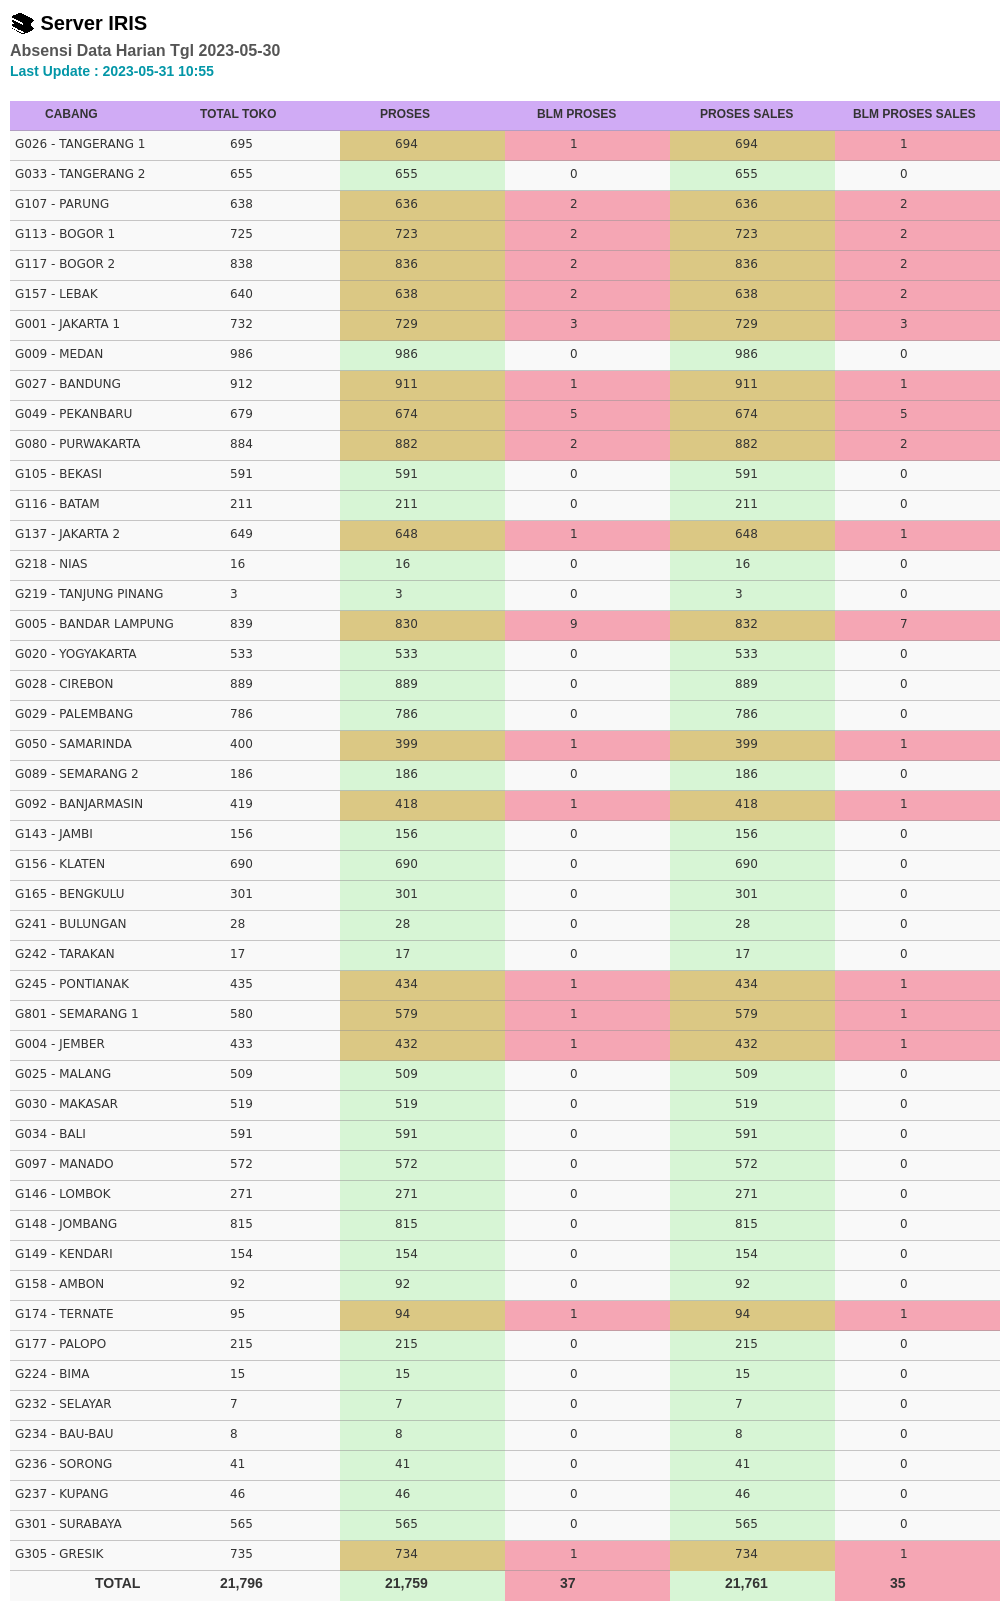 Server IRIS
Absensi Data Harian Tgl 2023-05-30
Last Update : 2023-05-31 10:55
CABANG TOTAL TOKO PROSES BLM PROSES PROSES SALES BLM PROSES SALES
G026 - TANGERANG 1 695 694 1 694 1
G033 - TANGERANG 2 655 655 0 655 0
G107 - PARUNG 638 636 2 636 2
G113 - BOGOR 1 725 723 2 723 2
G117 - BOGOR 2 838 836 2 836 2
G157 - LEBAK 640 638 2 638 2
G001 - JAKARTA 1 732 729 3 729 3
G009 - MEDAN 986 986 0 986 0
G027 - BANDUNG 912 911 1 911 1
G049 - PEKANBARU 679 674 5 674 5
G080 - PURWAKARTA 884 882 2 882 2
G105 - BEKASI 591 591 0 591 0
G116 - BATAM 211 211 0 211 0
G137 - JAKARTA 2 649 648 1 648 1
G218 - NIAS 16 16 0 16 0
G219 - TANJUNG PINANG 3 3 0 3 0
G005 - BANDAR LAMPUNG 839 830 9 832 7
G020 - YOGYAKARTA 533 533 0 533 0
G028 - CIREBON 889 889 0 889 0
G029 - PALEMBANG 786 786 0 786 0
G050 - SAMARINDA 400 399 1 399 1
G089 - SEMARANG 2 186 186 0 186 0
G092 - BANJARMASIN 419 418 1 418 1
G143 - JAMBI 156 156 0 156 0
G156 - KLATEN 690 690 0 690 0
G165 - BENGKULU 301 301 0 301 0
G241 - BULUNGAN 28 28 0 28 0
G242 - TARAKAN 17 17 0 17 0
G245 - PONTIANAK 435 434 1 434 1
G801 - SEMARANG 1 580 579 1 579 1
G004 - JEMBER 433 432 1 432 1
G025 - MALANG 509 509 0 509 0
G030 - MAKASAR 519 519 0 519 0
G034 - BALI 591 591 0 591 0
G097 - MANADO 572 572 0 572 0
G146 - LOMBOK 271 271 0 271 0
G148 - JOMBANG 815 815 0 815 0
G149 - KENDARI 154 154 0 154 0
G158 - AMBON 92 92 0 92 0
G174 - TERNATE 95 94 1 94 1
G177 - PALOPO 215 215 0 215 0
G224 - BIMA 15 15 0 15 0
G232 - SELAYAR 7 7 0 7 0
G234 - BAU-BAU 8 8 0 8 0
G236 - SORONG 41 41 0 41 0
G237 - KUPANG 46 46 0 46 0
G301 - SURABAYA 565 565 0 565 0
G305 - GRESIK 735 734 1 734 1
TOTAL 21,796 21,759 37 21,761 35